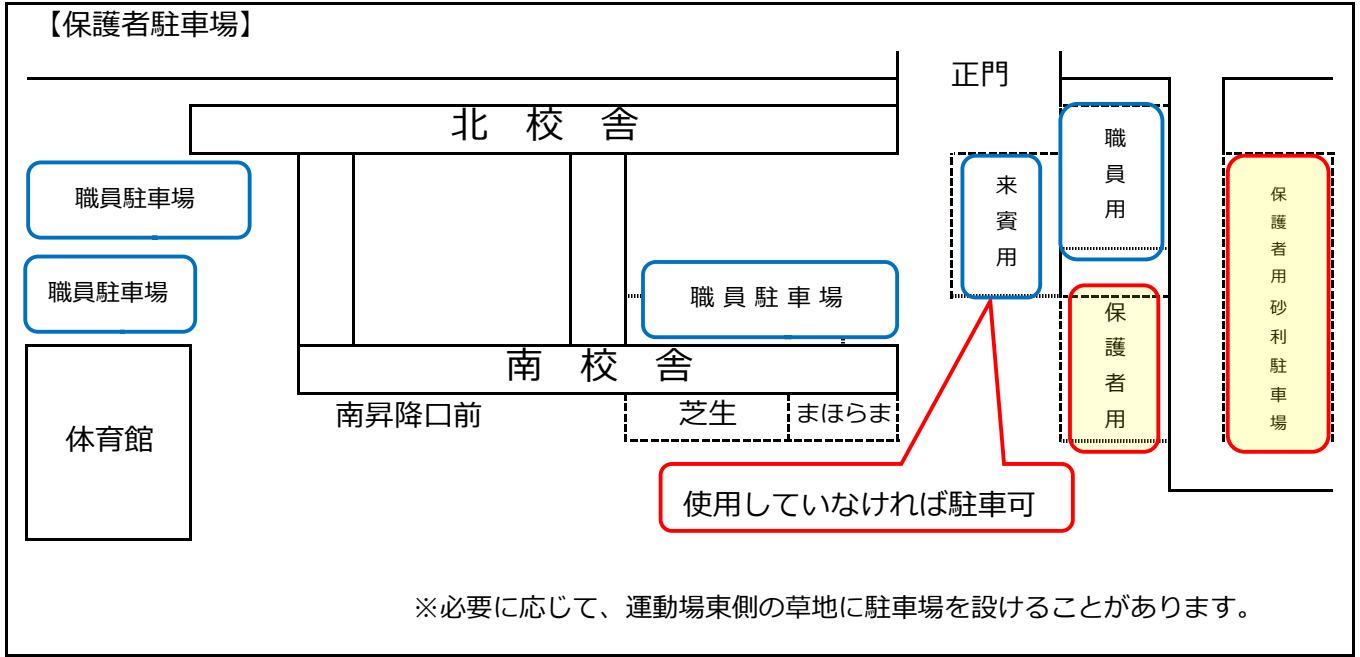 【保護者駐車場】
正門
北校舎
職員用
来賓用
保護者用砂利駐車場
職員駐車場
職員駐車場
職員駐車場
保護者用
南校舎
南昇降口前
芝生
まほらま
体育館
使用していなければ駐車可
※必要に応じて、運動場東側の草地に駐車場を設けることがあります。